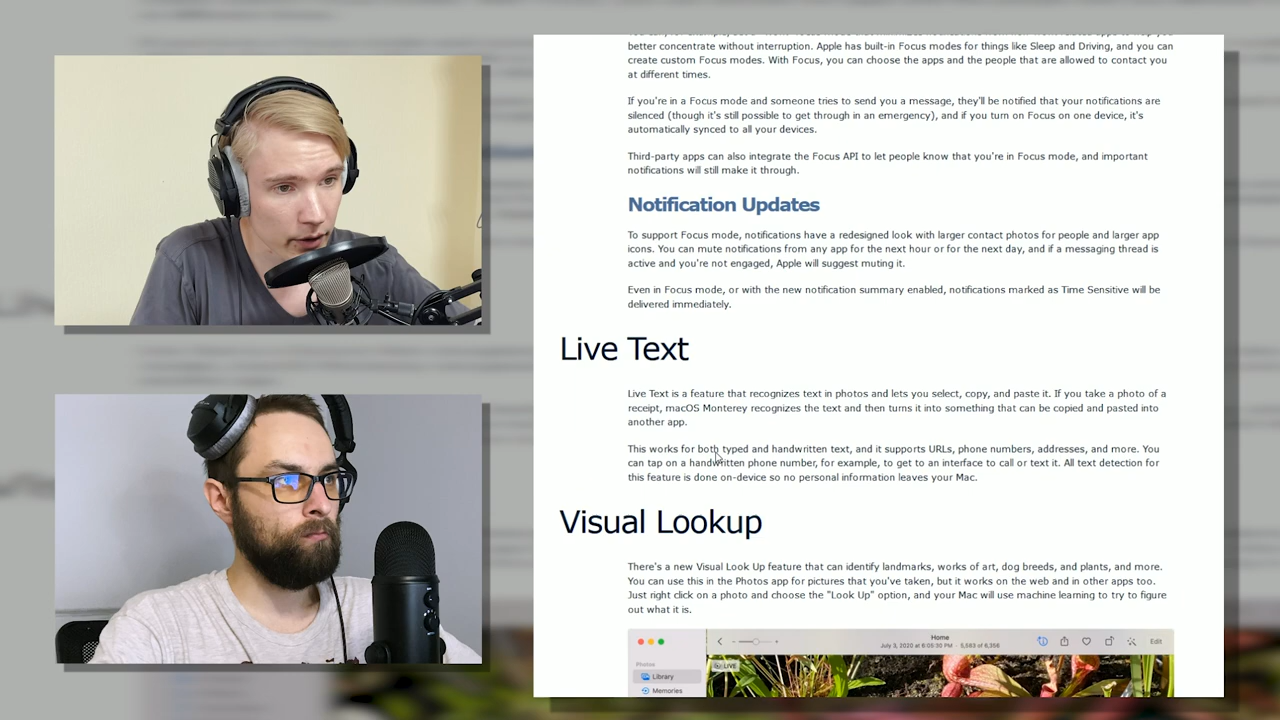 better concentrate without interruption. Apple has built-in Focus modes for things like Sleep and Driving, and you can
create custom Focus modes. With Focus, you can choose the apps and the people that are allowed to contact you
at different times.
If you're in a Focus mode and someone tries to send you a message, they'll be notified that your notifications are
silenced (though it's still possible to get through in an emergency), and if you turn on Focus on one device, it's
automatically synced to all your devices.
Third-party apps can also integrate the Focus API to let people know that you're in Focus mode, and important
notifications will still make it through.
Notification Updates
To support Focus mode, notifications have a redesigned look with larger contact photos for people and larger app
icons. You can mute notifications from any app for the next hour or for the next day, and if a messaging thread is
active and you're not engaged, Apple will suggest muting it.
Even in Focus mode, or with the new notification summary enabled, notifications marked as Time Sensitive will be
delivered immediately.
Live Text
Live Text is a feature that recognizes text in photos and lets you select, copy, and paste it. If you take a photo of a
receipt, macOS Monterey recognizes the text and then turns it into something that can be copied and pasted into
another app.
This works for both typed and handwritten text, and it supports URLs, phone numbers, addresses, and more. You
can tap on a handwritten phone number, for example, to get to an interface to call or text it. All text detection for
this feature is done on-device so no personal information leaves your Mac.
Visual Lookup
There's a new Visual Look Up feature that can identify landmarks, works of art, dog breeds, and plants, and more.
You can use this in the Photos app for pictures that you've taken, but it works on the web and in other apps too.
Just right click on a photo and choose the "Look Up" option, and your Mac will use machine learning to try to figure
out what it is.
Home
July 3, 2020 at 6:05:30 PM · 5,583 of 6,356
Edit
Photos
Library
Memories
LIVE